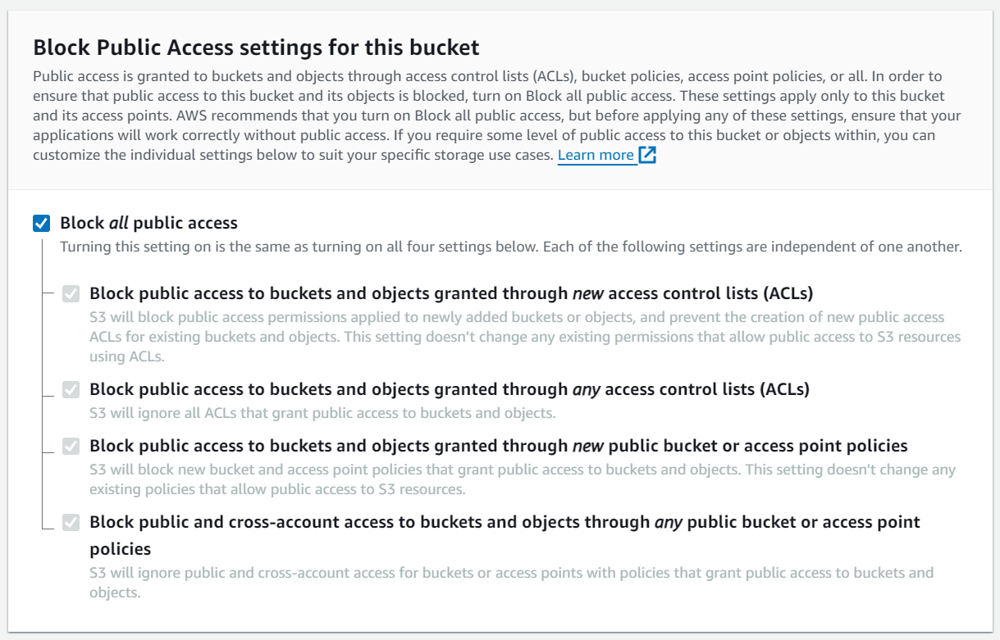 Block Public Access settings for this bucket
Public access is granted to buckets and objects through access control lists (ACLs), bucket policies, access point policies, or all. In order to
ensure that public access to this bucket and its objects is blocked, turn on Block all public access. These settings apply only to this bucket
and its access points. AWS recommends that you turn on Block all public access, but before applying any of these settings, ensure that your
applications will work correctly without public access. If you require some level of public access to this bucket or objects within, you can
customize the individual settings below to suit your specific storage use cases. Learn more
Block all public access
Turning this setting on is the same as turning on all four settings below. Each of the following settings are independent of one another.
Block public access to buckets and objects granted through new access control lists (ACLs)
S3 will block public access permissions applied to newly added buckets or objects, and prevent the creation of new public access
ACLs for existing buckets and objects. This setting doesn’t change any existing permissions that allow public access to S3 resources
using ACLs.
Block public access to buckets and objects granted through any access control lists (ACLs)
S3 will ignore all ACLs that grant public access to buckets and objects.
Block public access to buckets and objects granted through new public bucket or access point policies
S3 will block new bucket and access point policies that grant public access to buckets and objects. This setting doesn't change any
existing policies that allow public access to S3 resources.
Block public and cross-account access to buckets and objects through any public bucket or access point
policies
S3 will ignore public and cross-account access for buckets or access points with policies that grant public access to buckets and
objects.